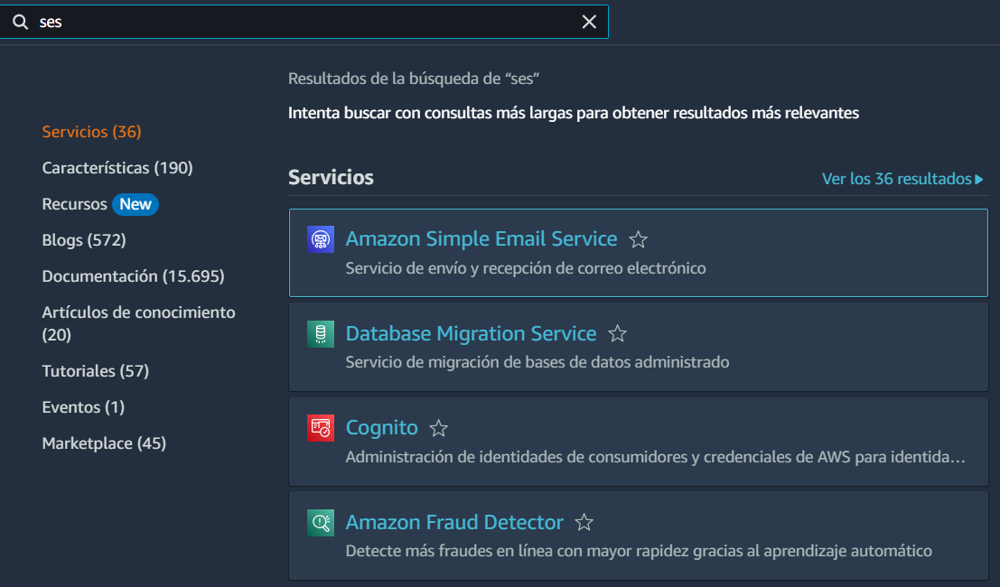 ses
Resultados de la búsqueda de “ses”
Intenta buscar con consultas más largas para obtener resultados más relevantes
Servicios (36)
Características (190)
Recursos New
Blogs (572)
Documentación (15.695)
Artículos de conocimiento
(20)
Tutoriales (57)
Eventos (1)
Marketplace (45)
Servicios
Ver los 36 resultados
Amazon Simple Email Service
Servicio de envío y recepción de correo electrónico
Database Migration Service
Servicio de migración de bases de datos administrado
Cognito
Administración de identidades de consumidores y credenciales de AWS para identida…
Amazon Fraud Detector
Detecte más fraudes en línea con mayor rapidez gracias al aprendizaje automático